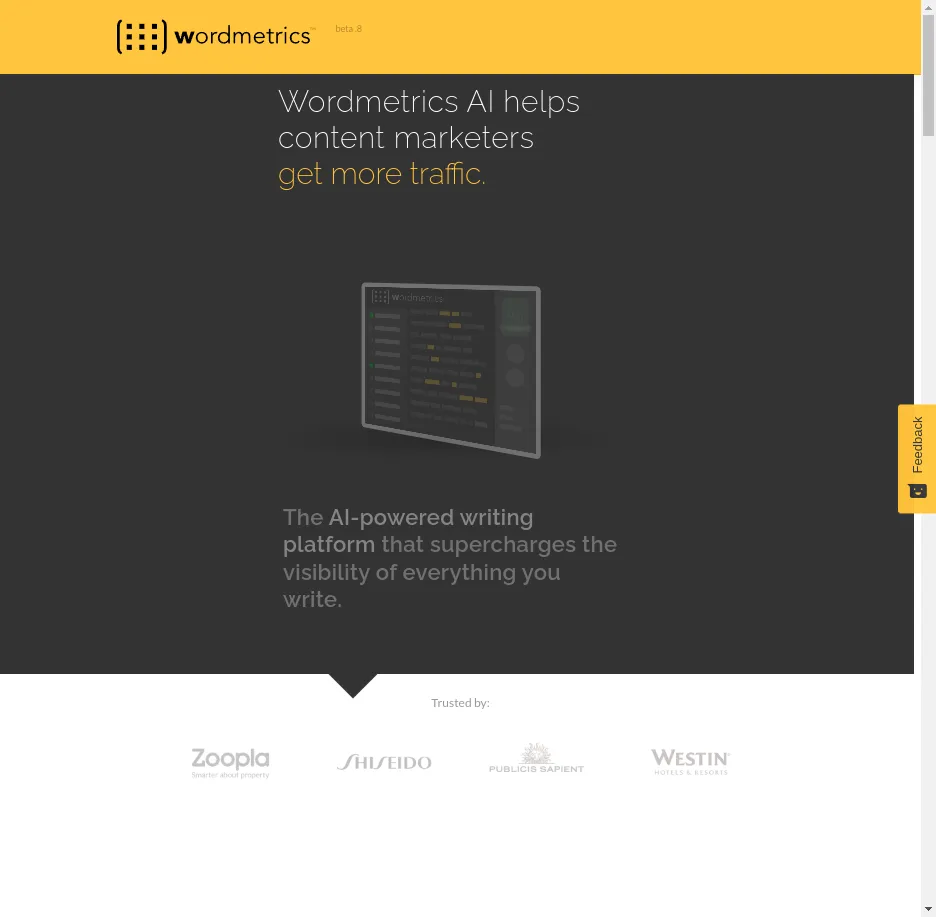 wordmetrics™
beta .8
Wordmetrics AI helps
content marketers
get more traffic.
wordmetrics
The AI-powered writing
platform that supercharges the
visibility of everything you
write.
Feedback
Trusted by:
Zoopla
Smarter about property
SHISEIDO
PUBLICIS SAPIENT
WESTIN®
HOTELS & RESORTS